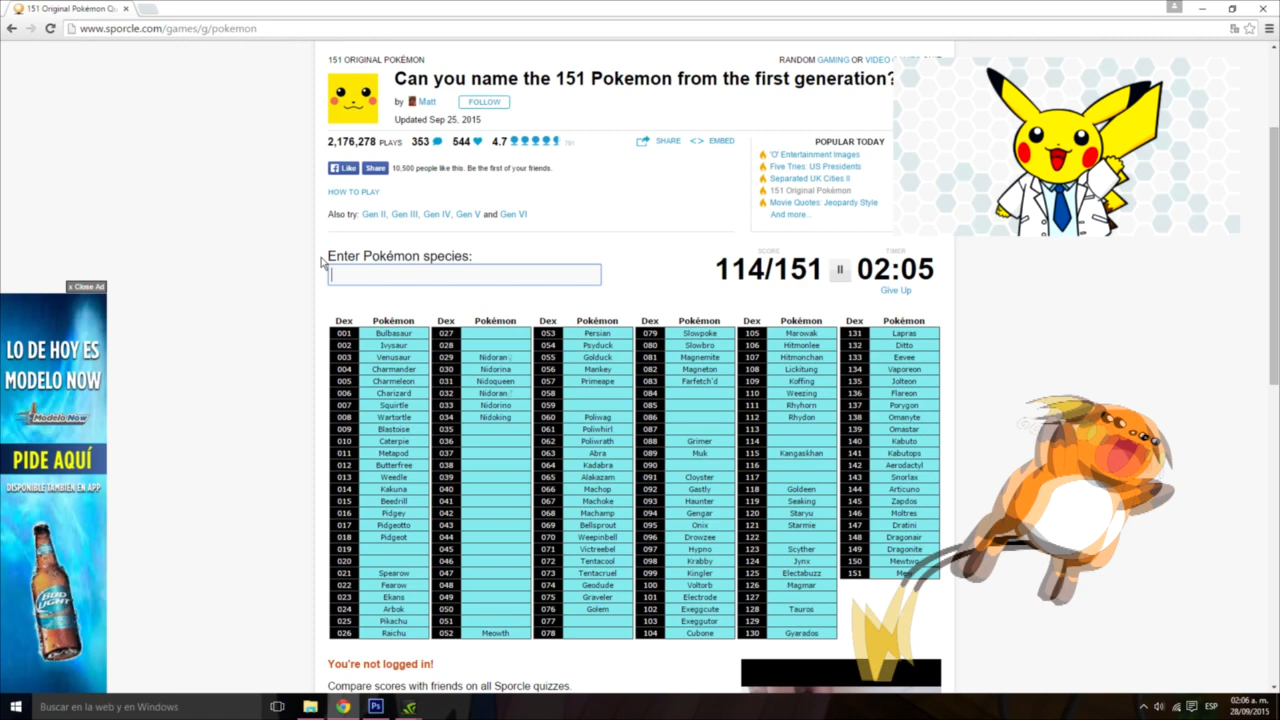 151 Original Pokémon Qu
www.sporcle.com/games/g/pokemon
151 ORIGINAL POKÉMON
RANDOM GAMING OR VIDEO
Can you name the 151 Pokemon from the first generation?
by Matt FOLLOW
Updated Sep 25, 2015
2,176,278 PLAYS 353 544 4.7 SHARE <> EMBED
Like Share 10,500 people like this. Be the first of your friends.
HOW TO PLAY
Also try: Gen II, Gen III, Gen IV, Gen V and Gen VI
POPULAR TODAY
'O' Entertainment Images
Five Tries: US Presidents
Separated UK Cities II
151 Original Pokémon
Movie Quotes: Jeopardy Style
And more...
Enter Pokémon species:
SCORE
114/151
TIMER
02:05
Give Up
x Close Ad
LO DE HOY ES
MODELO NOW
Modelo Now
PIDE AQUÍ
DISPONIBLE TAMBIÉN EN APP
BUD
LIGHT
Dex Pokémon Dex Pokémon Dex Pokémon Dex Pokémon Dex Pokémon Dex Pokémon
001 Bulbasaur 027 053 Persian 079 Slowpoke 105 Marowak 131 Lapras
002 Ivysaur 028 054 Psyduck 080 Slowbro 106 Hitmonlee 132 Ditto
003 Venusaur 029 Nidoran♀ 055 Golduck 081 Magnemite 107 Hitmonchan 133 Eevee
004 Charmander 030 Nidorina 056 Mankey 082 Magneton 108 Lickitung 134 Vaporeon
005 Charmeleon 031 Nidoqueen 057 Primeape 083 Farfetch'd 109 Koffing 135 Jolteon
006 Charizard 032 Nidoran♂ 058 084 110 Weezing 136 Flareon
007 Squirtle 033 Nidorino 059 085 111 Rhyhorn 137 Porygon
008 Wartortle 034 Nidoking 060 Poliwag 086 112 Rhydon 138 Omanyte
009 Blastoise 035 061 Poliwhirl 087 113 139 Omastar
010 Caterpie 036 062 Poliwrath 088 Grimer 114 140 Kabuto
011 Metapod 037 063 Abra 089 Muk 115 Kangaskhan 141 Kabutops
012 Butterfree 038 064 Kadabra 090 116 142 Aerodactyl
013 Weedle 039 065 Alakazam 091 Cloyster 117 143 Snorlax
014 Kakuna 040 066 Machop 092 Gastly 118 Goldeen 144 Articuno
015 Beedrill 041 067 Machoke 093 Haunter 119 Seaking 145 Zapdos
016 Pidgey 042 068 Machamp 094 Gengar 120 Staryu 146 Moltres
017 Pidgeotto 043 069 Bellsprout 095 Onix 121 Starmie 147 Dratini
018 Pidgeot 044 070 Weepinbell 096 Drowzee 122 148 Dragonair
019 045 071 Victreebel 097 Hypno 123 Scyther 149 Dragonite
020 046 072 Tentacool 098 Krabby 124 Jynx 150 Mewtwo
021 Spearow 047 073 Tentacruel 099 Kingler 125 Electabuzz 151 Mew
022 Fearow 048 074 Geodude 100 Voltorb 126 Magmar
023 Ekans 049 075 Graveler 101 Electrode 127
024 Arbok 050 076 Golem 102 Exeggcute 128 Tauros
025 Pikachu 051 077 103 Exeggutor 129
026 Raichu 052 Meowth 078 104 Cubone 130 Gyarados
You're not logged in!
Compare scores with friends on all Sporcle quizzes.
Buscar en la web y en Windows
Ps
ESP
02:06 a. m.
28/09/2015